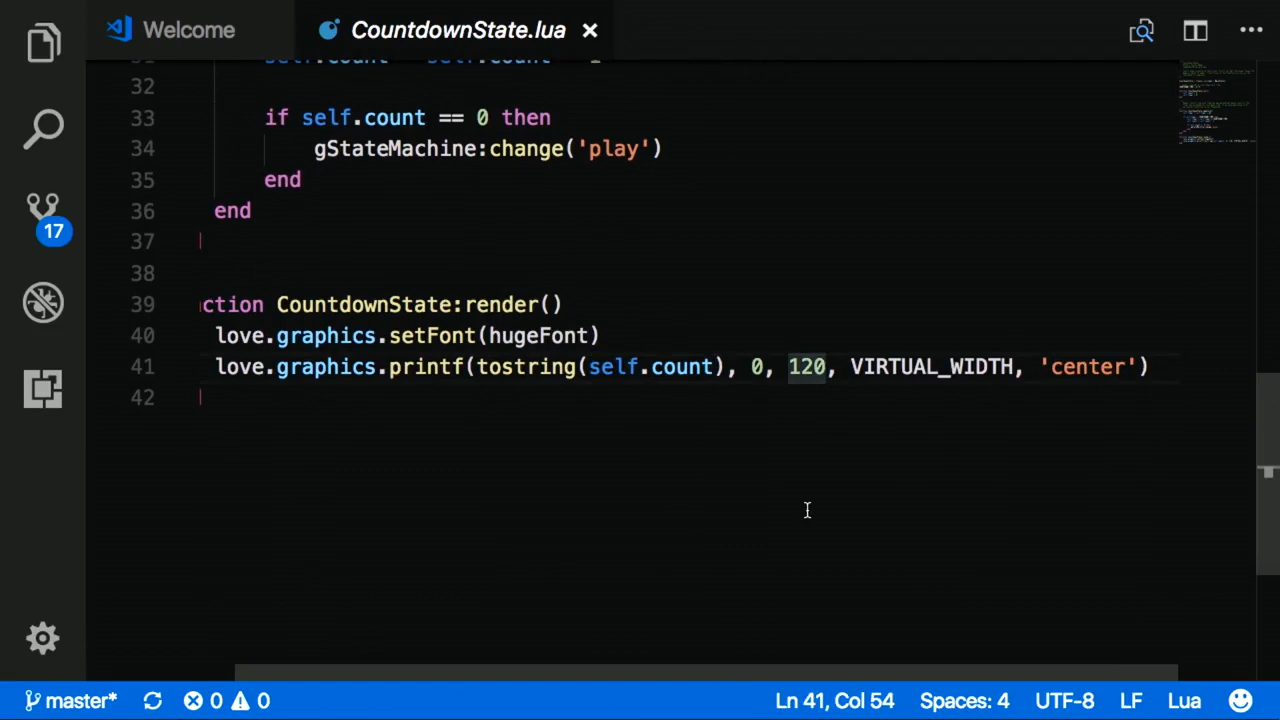 Welcome
CountdownState.lua
32
33 if self.count == 0 then
34 gStateMachine:change('play')
35 end
36 end
37
38
39 ction CountdownState:render()
40 love.graphics.setFont(hugeFont)
41 love.graphics.printf(tostring(self.count), 0, 120, VIRTUAL_WIDTH, 'center')
42
17
master* 0 0 Ln 41, Col 54 Spaces: 4 UTF-8 LF Lua